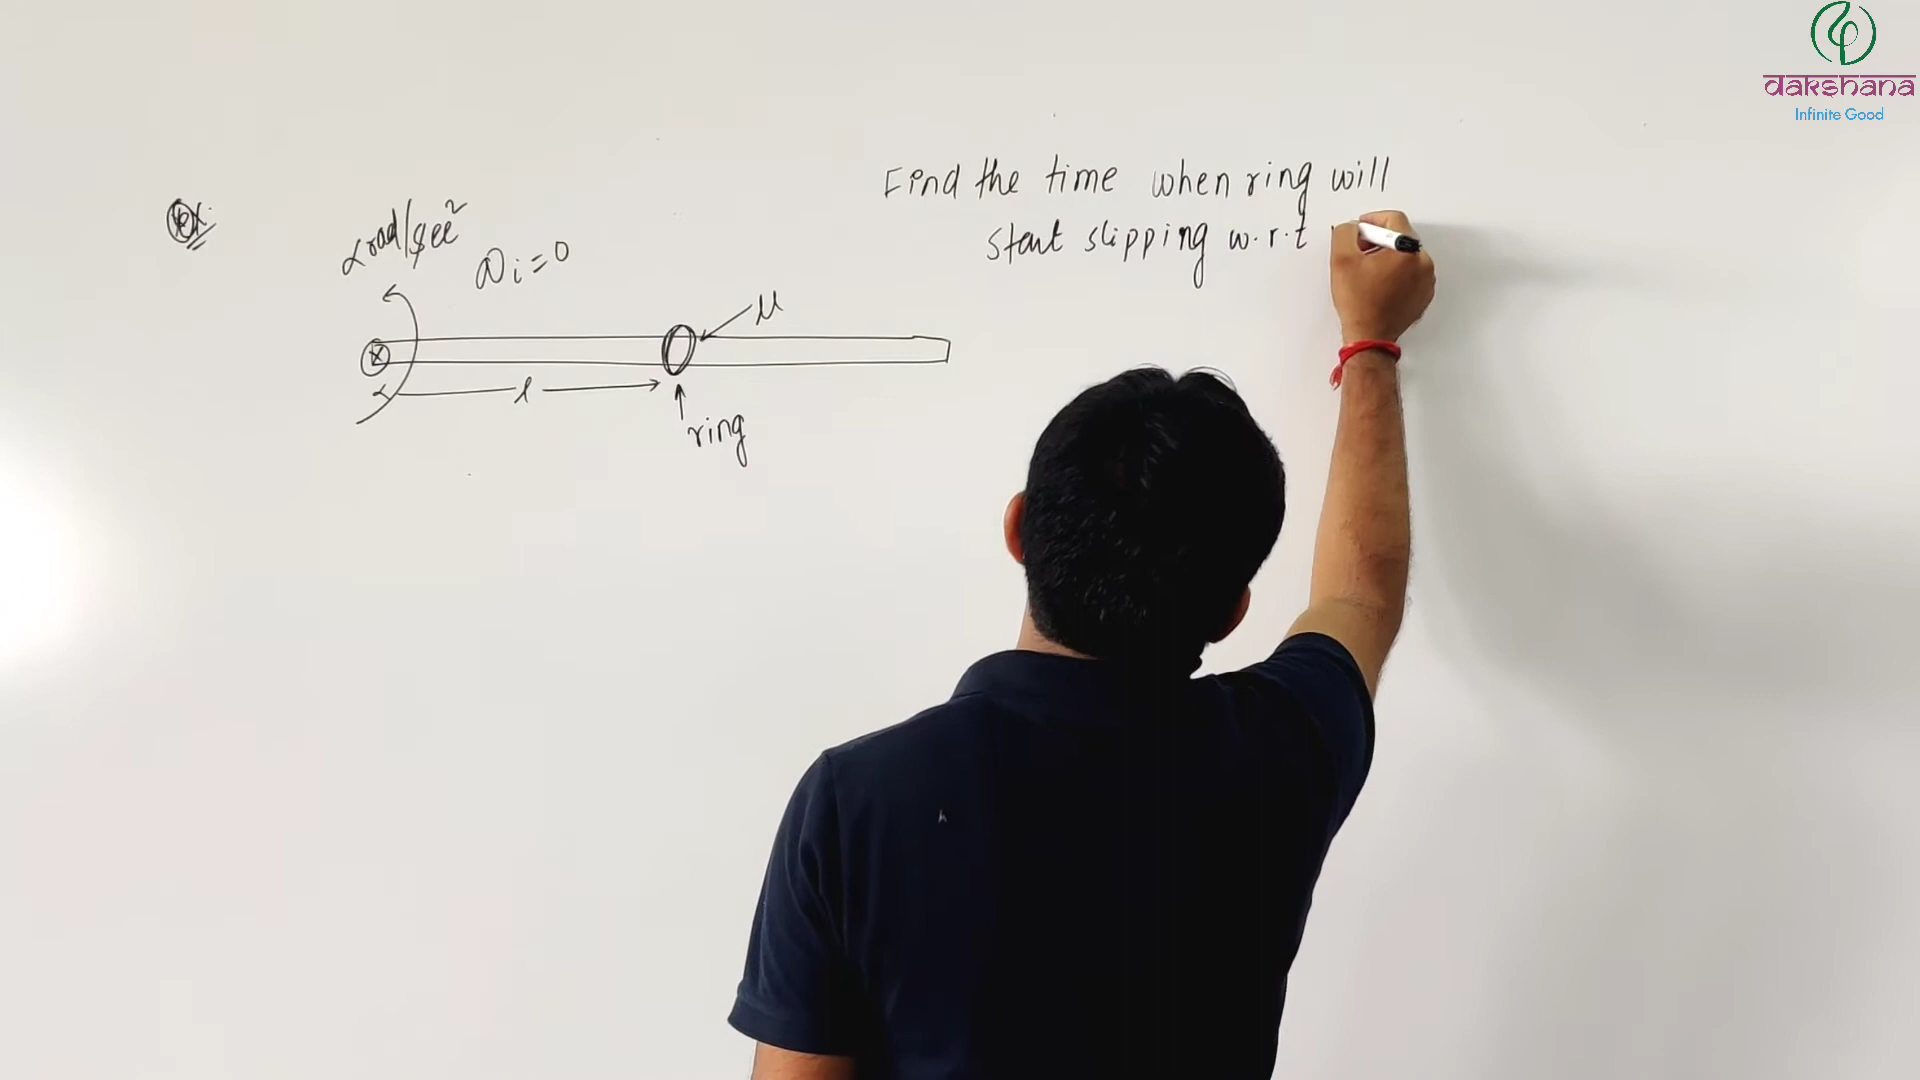 Ex.
α rad/sec²
ωi = 0
μ
l
ring
Find the time when ring will
start slipping w.r.t
dakshana
Infinite Good